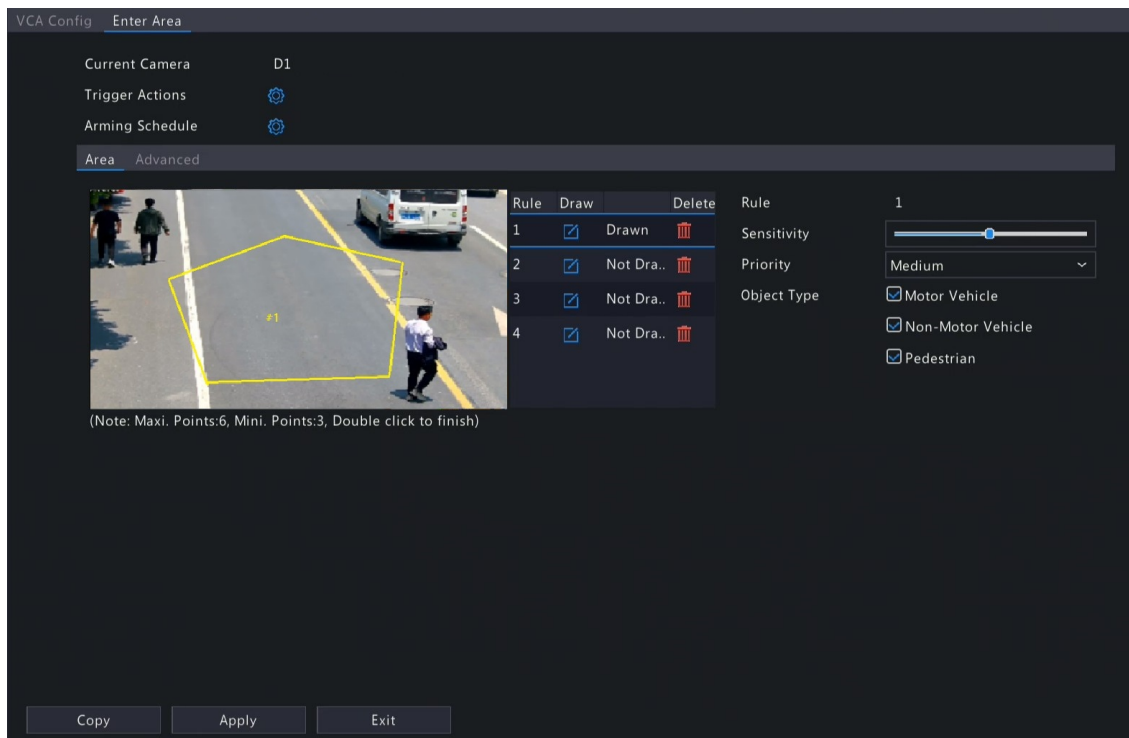 VCA Config Enter Area
Current Camera D1
Trigger Actions
Arming Schedule
Area Advanced
Rule Draw Delete
1 Drawn
2 Not Dra..
3 Not Dra..
4 Not Dra..
#1
(Note: Maxi. Points:6, Mini. Points:3, Double click to finish)
Rule 1
Sensitivity
Priority Medium
Object Type Motor Vehicle
Non-Motor Vehicle
Pedestrian
Copy Apply Exit